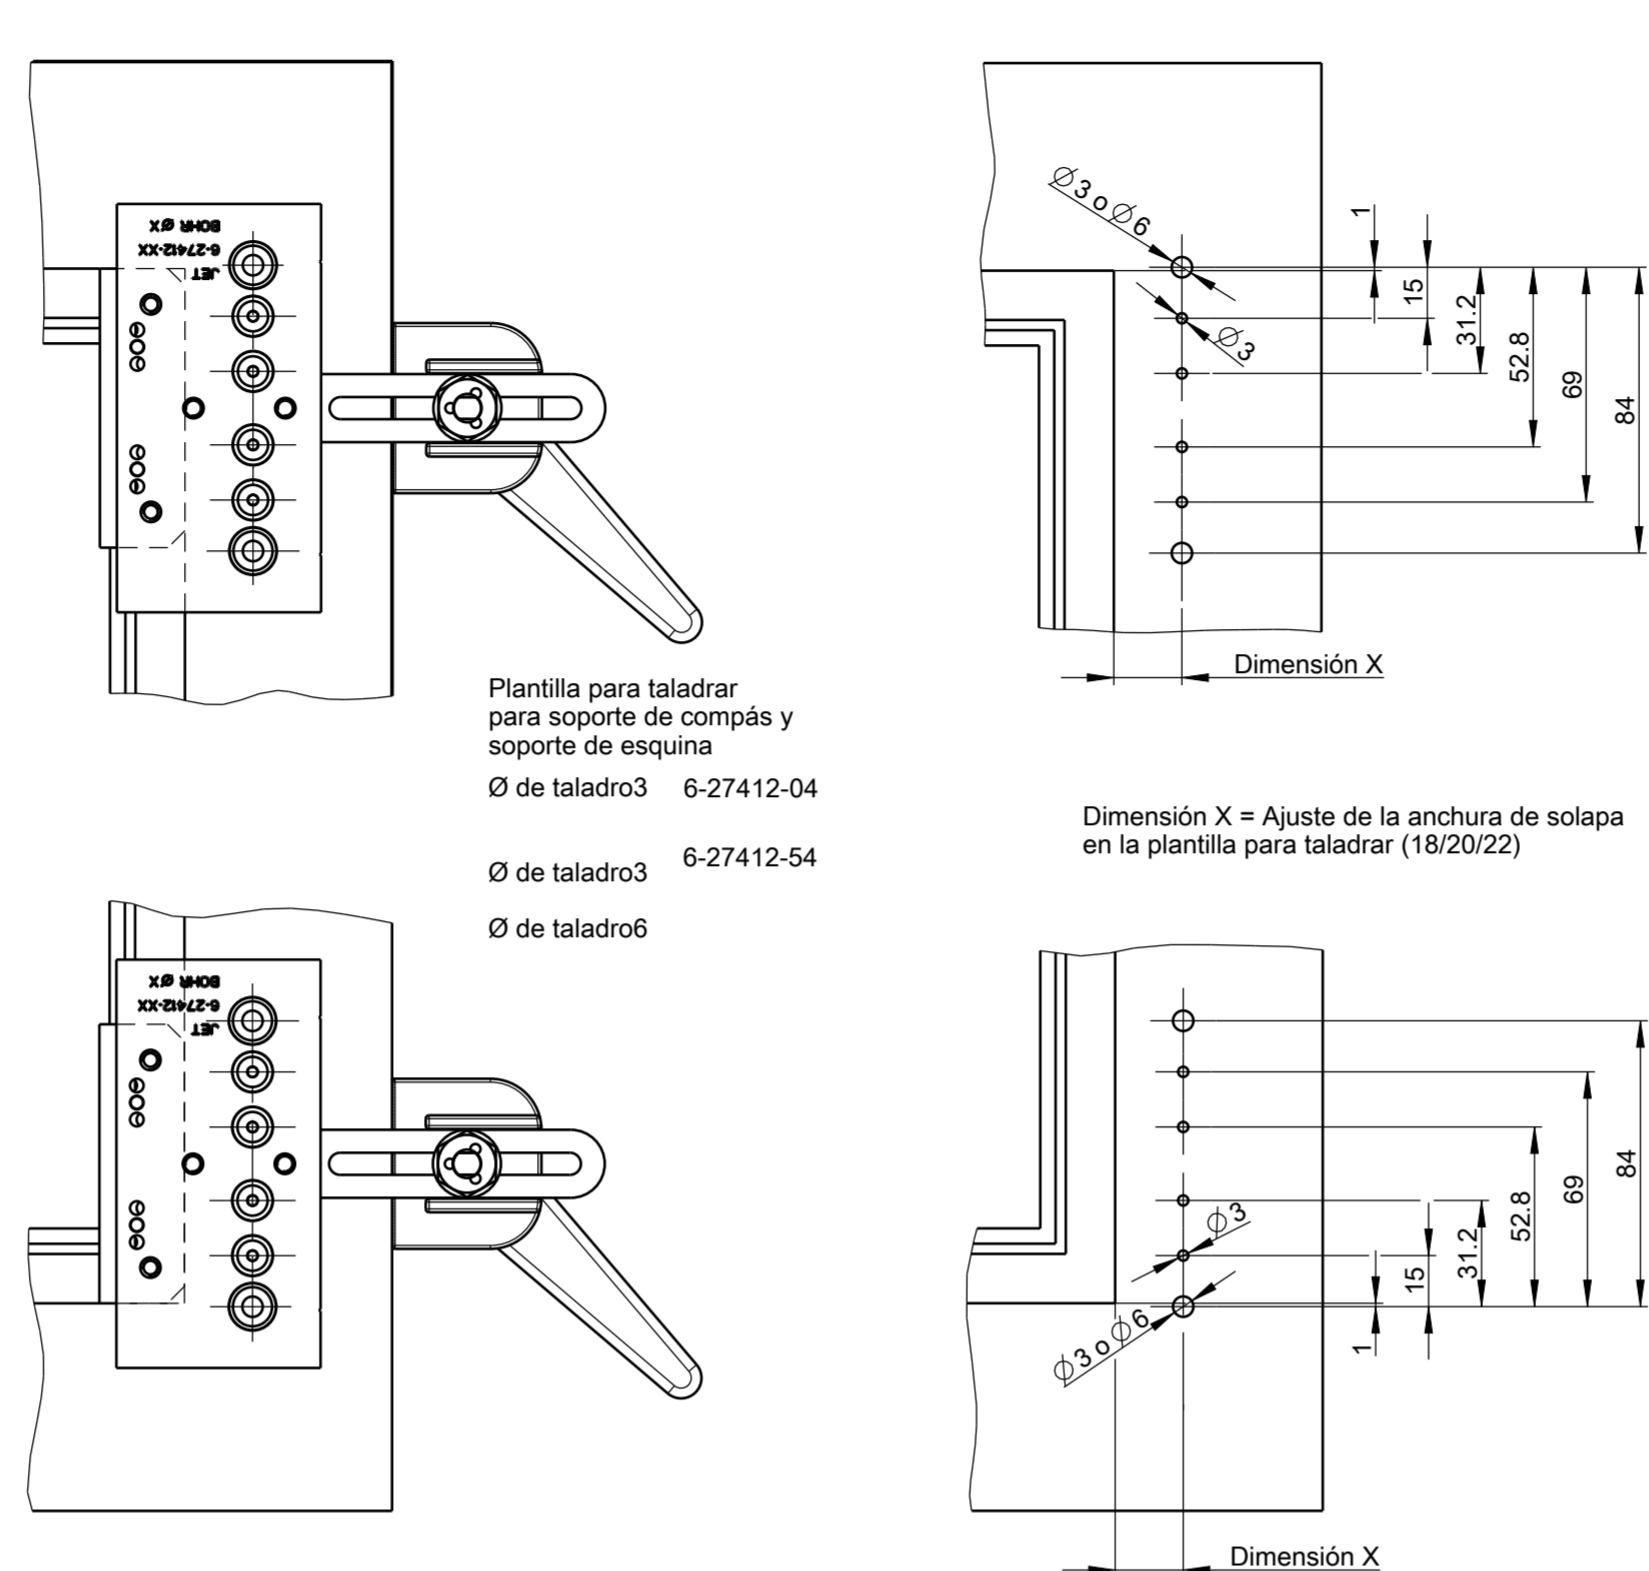 BOHR ØX
6-27412-XX
JET
Ø3 o Ø6
Ø3
1
15
31.2
52.8
69
84
Dimensión X
Plantilla para taladrar
para soporte de compás y
soporte de esquina
Ø de taladro3 6-27412-04
6-27412-54
Ø de taladro3
Ø de taladro6
Dimensión X = Ajuste de la anchura de solapa
en la plantilla para taladrar (18/20/22)
BOHR ØX
6-27412-XX
JET
84
69
52.8
31.2
15
1
Ø3
Ø3 o Ø6
Dimensión X